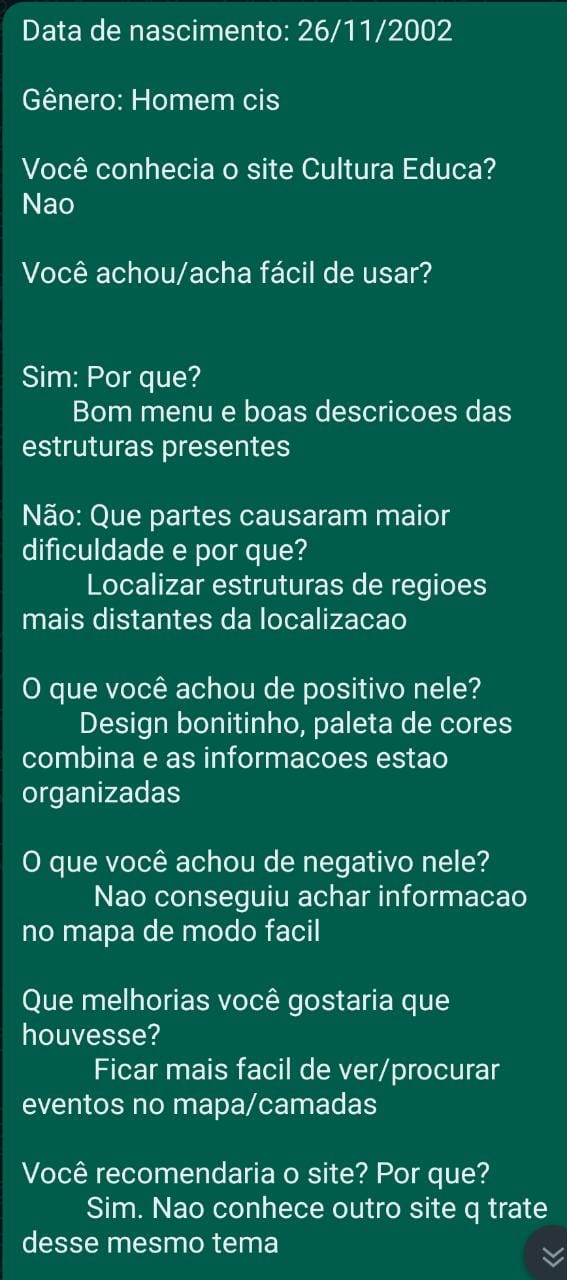 Data de nascimento: 26/11/2002
Gênero: Homem cis
Você conhecia o site Cultura Educa?
Nao
Você achou/acha fácil de usar?
Sim: Por que?
Bom menu e boas descricoes das
estruturas presentes
Não: Que partes causaram maior
dificuldade e por que?
Localizar estruturas de regioes
mais distantes da localizacao
O que você achou de positivo nele?
Design bonitinho, paleta de cores
combina e as informacoes estao
organizadas
O que você achou de negativo nele?
Nao conseguiu achar informacao
no mapa de modo facil
Que melhorias você gostaria que
houvesse?
Ficar mais facil de ver/procurar
eventos no mapa/camadas
Você recomendaria o site? Por que?
Sim. Nao conhece outro site q trate
desse mesmo tema